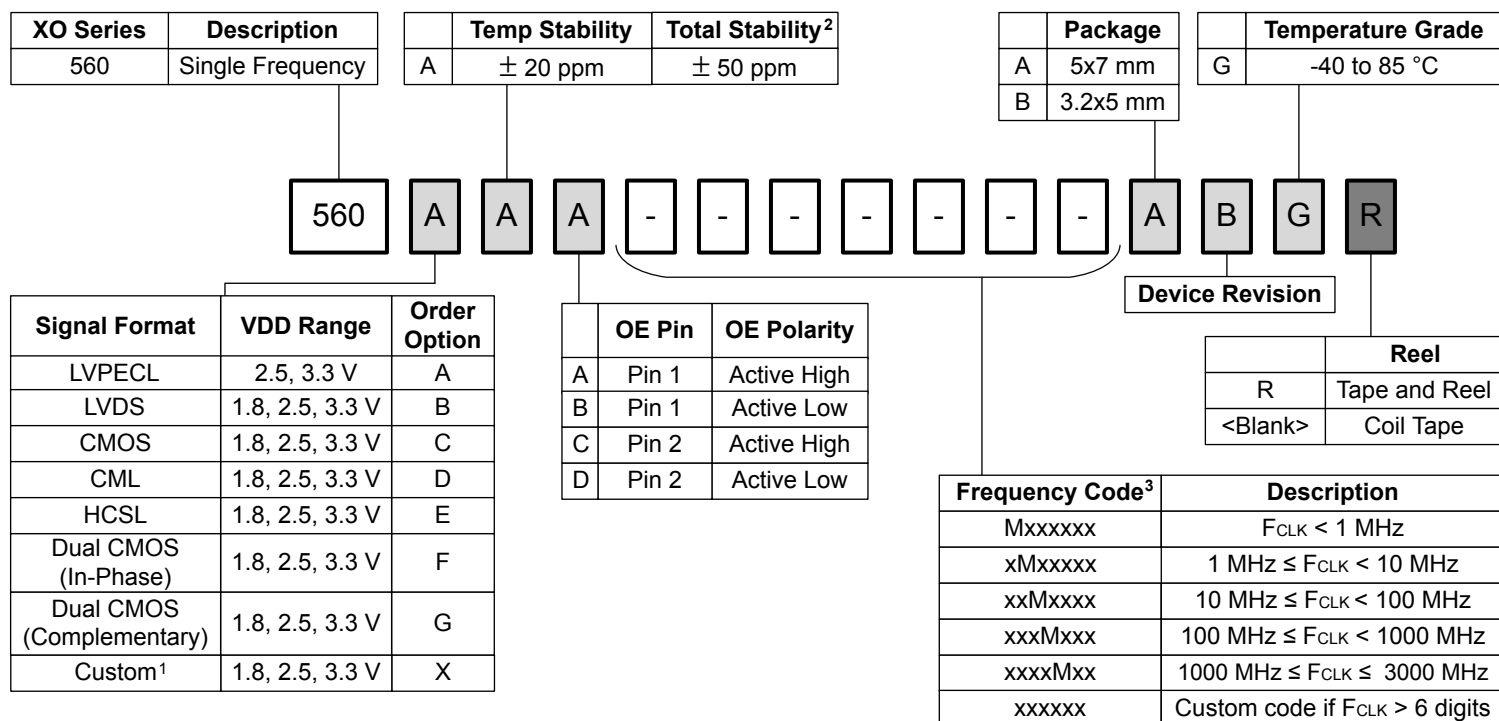 XO Series Description
560 Single Frequency
Temp Stability Total Stability2
A ± 20 ppm ± 50 ppm
Package
A 5x7 mm
B 3.2x5 mm
Temperature Grade
G -40 to 85 °C
560 A A A - - - - - - - A B G R
Signal Format VDD Range Order Option
LVPECL 2.5, 3.3 V A
LVDS 1.8, 2.5, 3.3 V B
CMOS 1.8, 2.5, 3.3 V C
CML 1.8, 2.5, 3.3 V D
HCSL 1.8, 2.5, 3.3 V E
Dual CMOS (In-Phase) 1.8, 2.5, 3.3 V F
Dual CMOS (Complementary) 1.8, 2.5, 3.3 V G
Custom1 1.8, 2.5, 3.3 V X
OE Pin OE Polarity
A Pin 1 Active High
B Pin 1 Active Low
C Pin 2 Active High
D Pin 2 Active Low
Device Revision
Reel
R Tape and Reel
<Blank> Coil Tape
Frequency Code3 Description
Mxxxxxx FCLK < 1 MHz
xMxxxxx 1 MHz ≤ FCLK < 10 MHz
xxMxxxx 10 MHz ≤ FCLK < 100 MHz
xxxMxxx 100 MHz ≤ FCLK < 1000 MHz
xxxxMxx 1000 MHz ≤ FCLK ≤ 3000 MHz
xxxxxx Custom code if FCLK > 6 digits